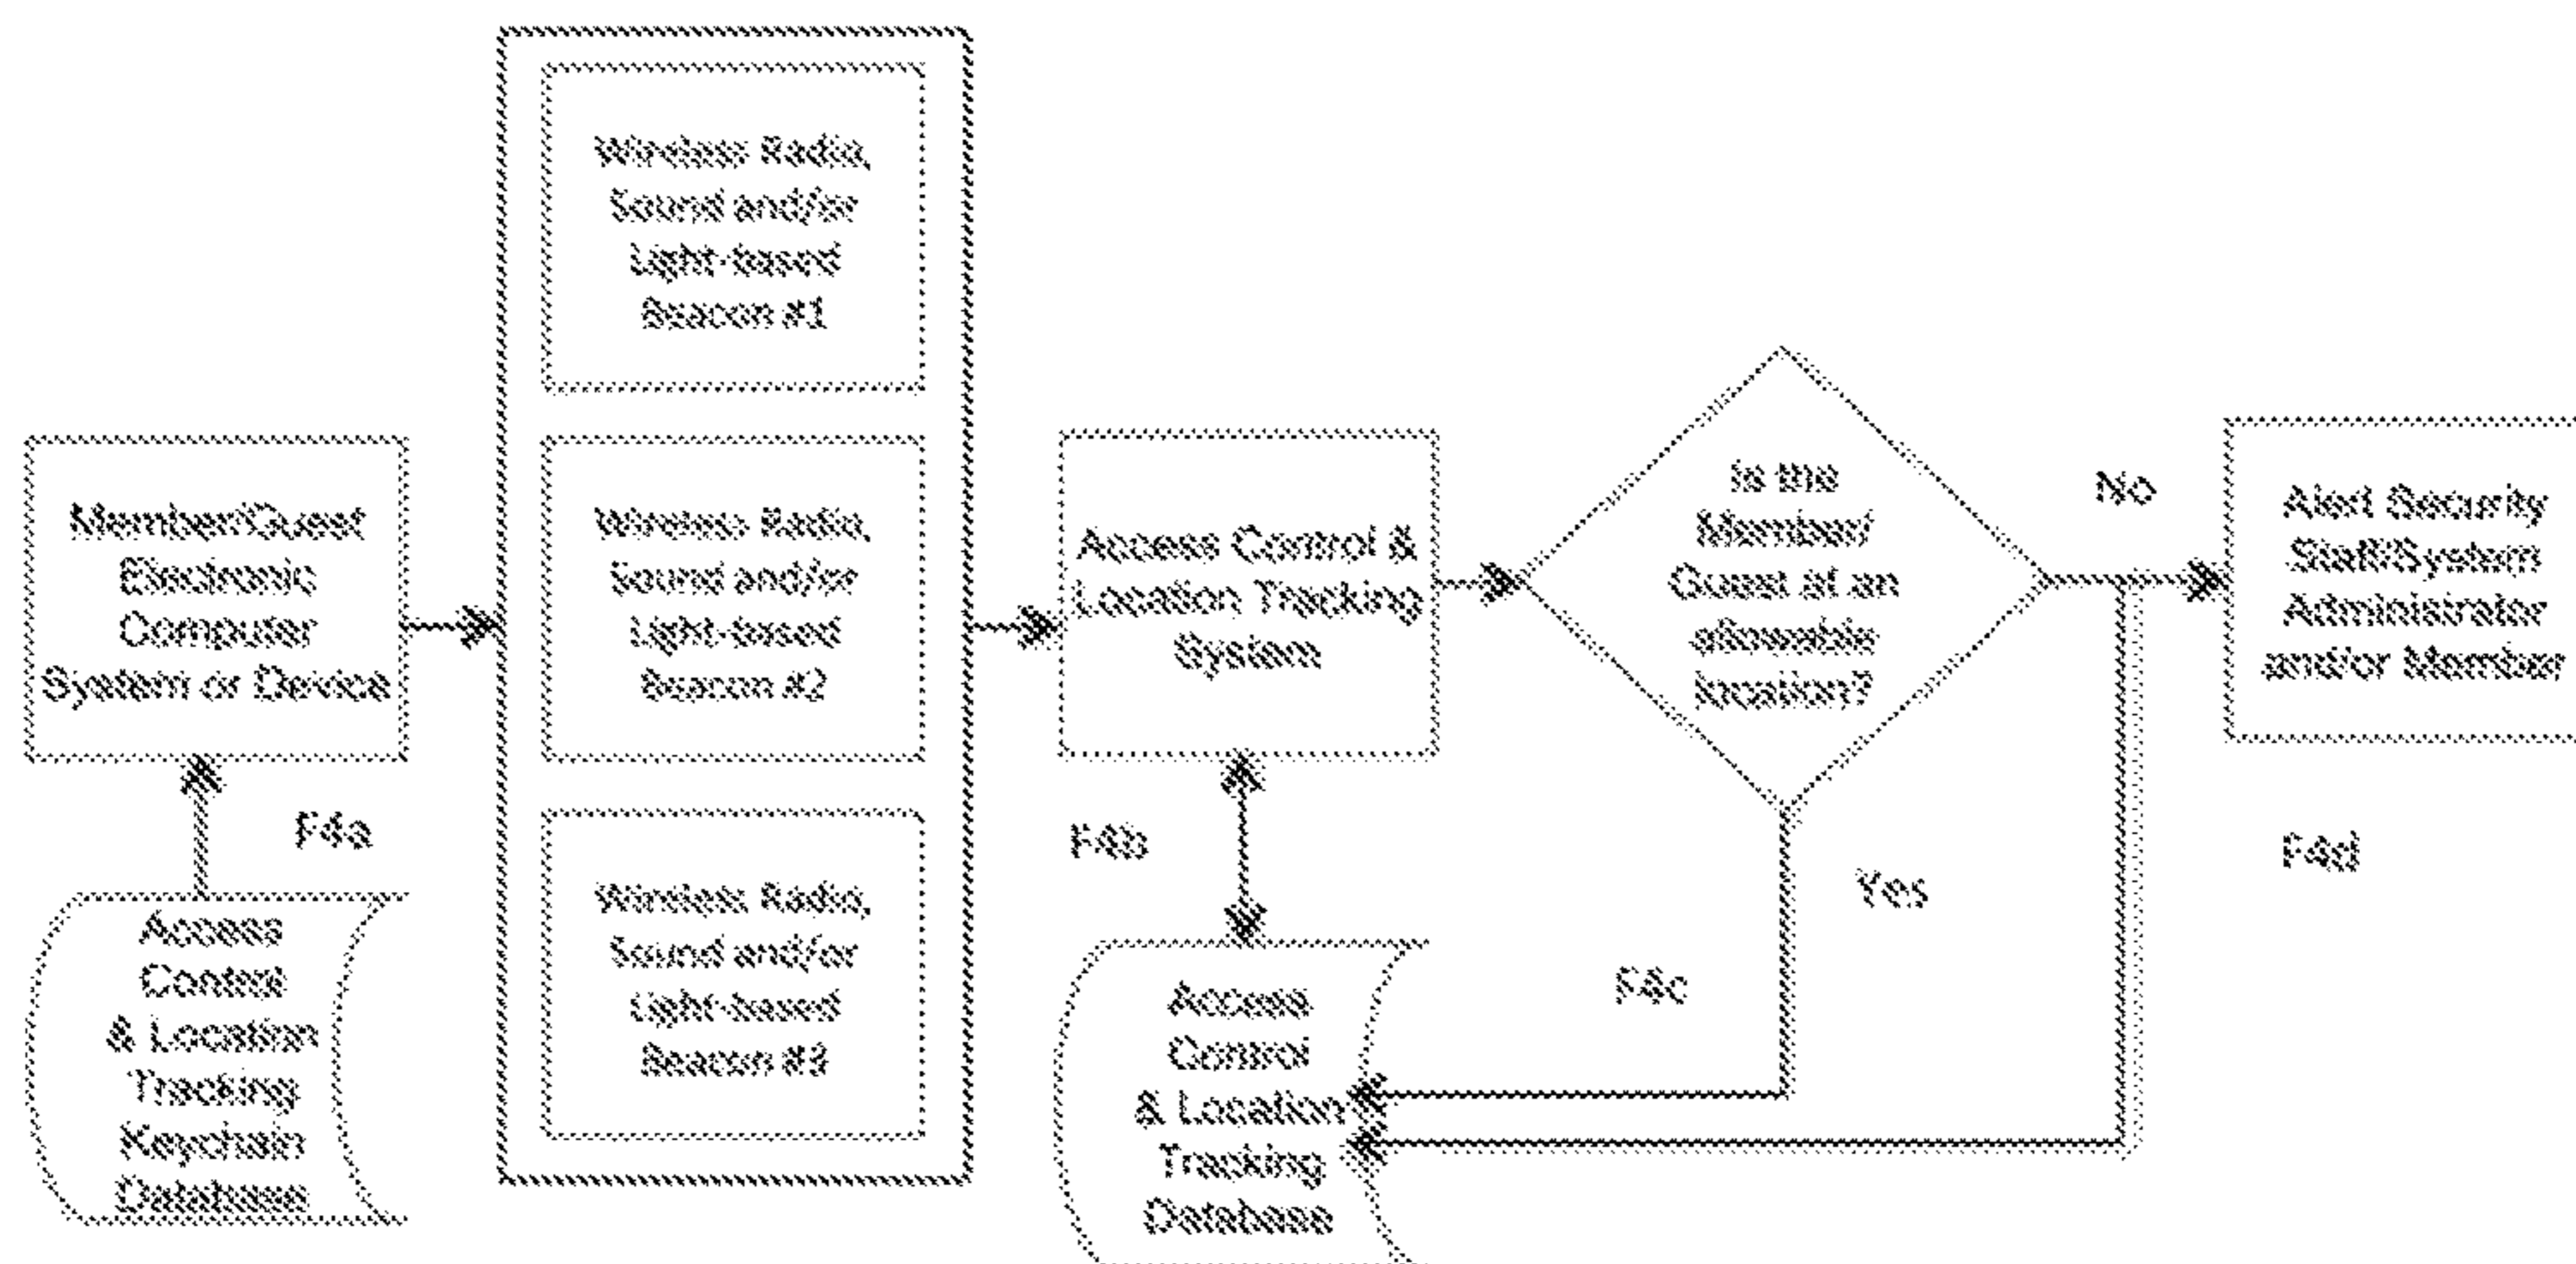 Member/Guest
Electronic
Computer
System or Device
F4a
Access
Control
& Location
Tracking
Keychain
Database
Wireless Radio,
Sound and/or
Light-based
Beacon #1
Wireless Radio,
Sound and/or
Light-based
Beacon #2
Wireless Radio,
Sound and/or
Light-based
Beacon #3
Access Control &
Location Tracking
System
F4b
Access
Control
& Location
Tracking
Database
Is the
Member/
Guest at an
allowable
location?
F4c
Yes
No
Alert Security
Staff/System
Administrator
and/or Member
F4d